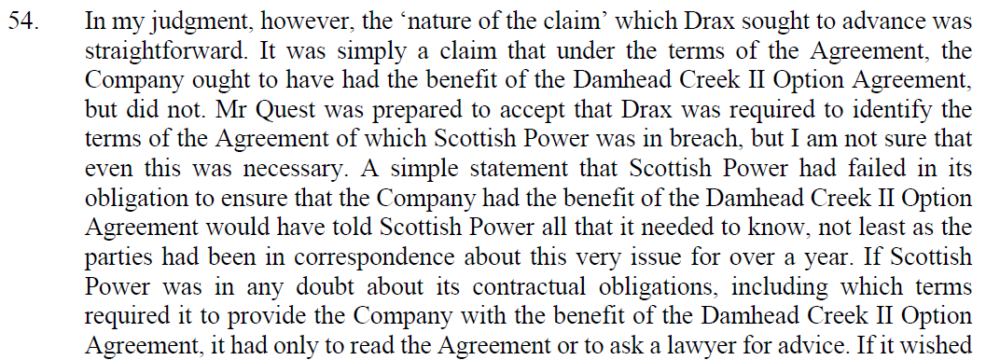 54. In my judgment, however, the ‘nature of the claim’ which Drax sought to advance was
straightforward. It was simply a claim that under the terms of the Agreement, the
Company ought to have had the benefit of the Damhead Creek II Option Agreement,
but did not. Mr Quest was prepared to accept that Drax was required to identify the
terms of the Agreement of which Scottish Power was in breach, but I am not sure that
even this was necessary. A simple statement that Scottish Power had failed in its
obligation to ensure that the Company had the benefit of the Damhead Creek II Option
Agreement would have told Scottish Power all that it needed to know, not least as the
parties had been in correspondence about this very issue for over a year. If Scottish
Power was in any doubt about its contractual obligations, including which terms
required it to provide the Company with the benefit of the Damhead Creek II Option
Agreement, it had only to read the Agreement or to ask a lawyer for advice. If it wished